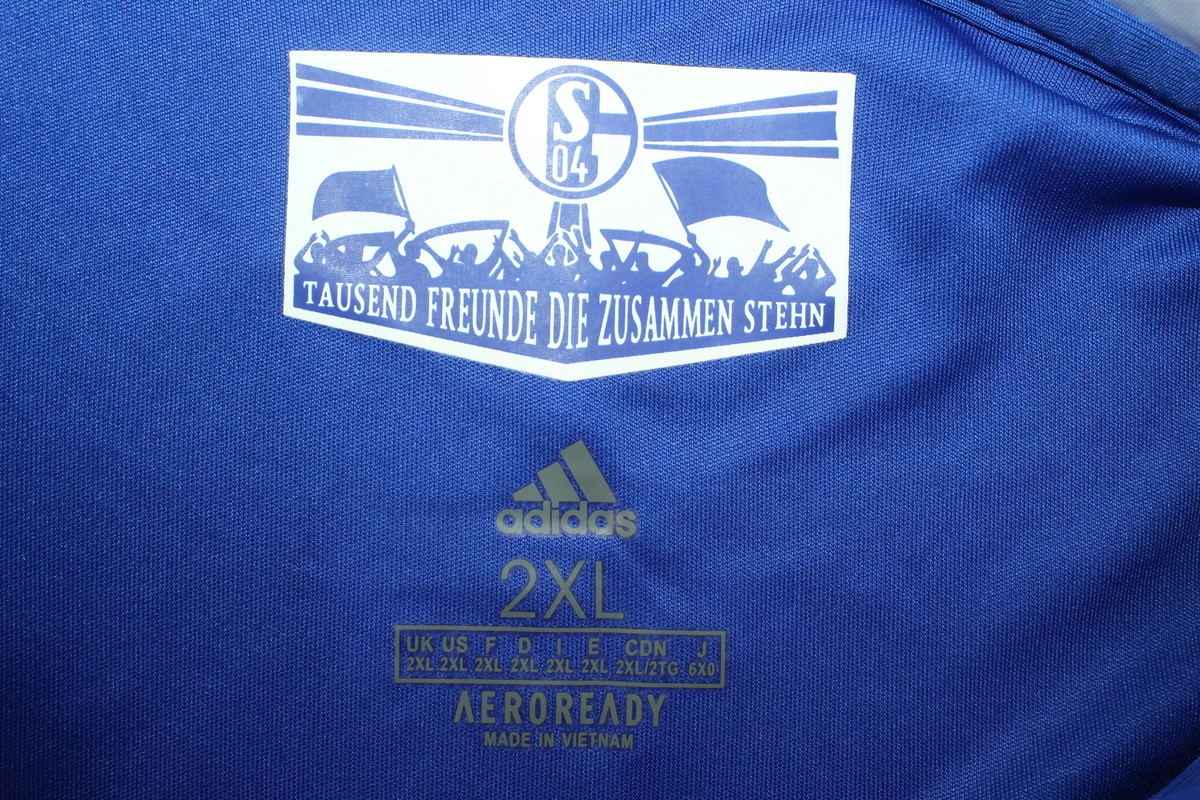 S
04
TAUSEND FREUNDE DIE ZUSAMMEN STEHN
adidas
2XL
UK US F D I E CDN J
2XL 2XL 2XL 2XL 2XL 2XL 2XL/2TG 6XO
AEROREADY
MADE IN VIETNAM